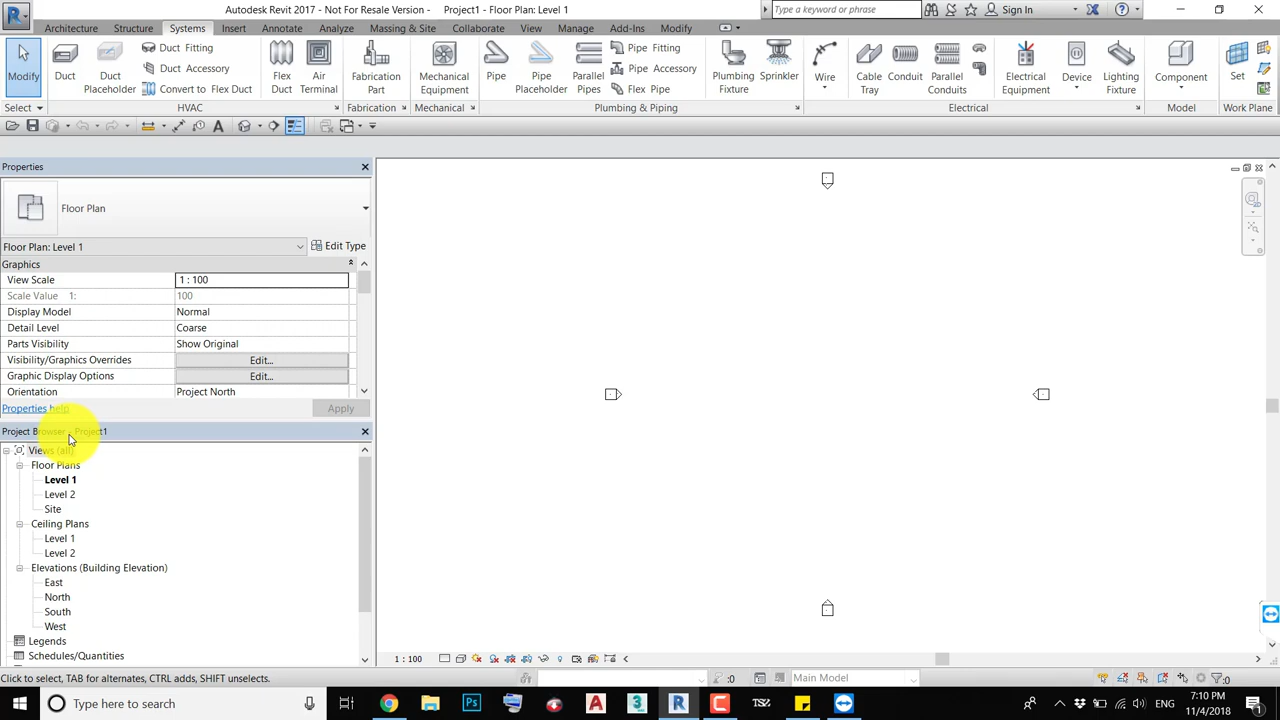 Autodesk Revit 2017 - Not For Resale Version - Project1 - Floor Plan: Level 1
Type a keyword or phrase
Sign In
Architecture Structure Systems Insert Annotate Analyze Massing & Site Collaborate View Manage Add-Ins Modify
Modify
Duct
Duct Placeholder
Duct Fitting
Duct Accessory
Convert to Flex Duct
Flex Duct
Air Terminal
Fabrication Part
Mechanical Equipment
Pipe
Pipe Placeholder
Parallel Pipes
Pipe Fitting
Pipe Accessory
Flex Pipe
Plumbing Fixture
Sprinkler
Wire
Cable Tray
Conduit
Parallel Conduits
Electrical Equipment
Device
Lighting Fixture
Component
Set
Select HVAC Fabrication Mechanical Plumbing & Piping Electrical Model Work Plane
Properties
Floor Plan
Floor Plan: Level 1 Edit Type
Graphics
View Scale 1 : 100
Scale Value 1: 100
Display Model Normal
Detail Level Coarse
Parts Visibility Show Original
Visibility/Graphics Overrides Edit...
Graphic Display Options Edit...
Orientation Project North
Properties help Apply
Project Browser - Project1
Views (all)
Floor Plans
Level 1
Level 2
Site
Ceiling Plans
Level 1
Level 2
Elevations (Building Elevation)
East
North
South
West
Legends
Schedules/Quantities
1 : 100
Click to select, TAB for alternates, CTRL adds, SHIFT unselects.
:0
Main Model
:0
Type here to search
ENG
7:10 PM
11/4/2018